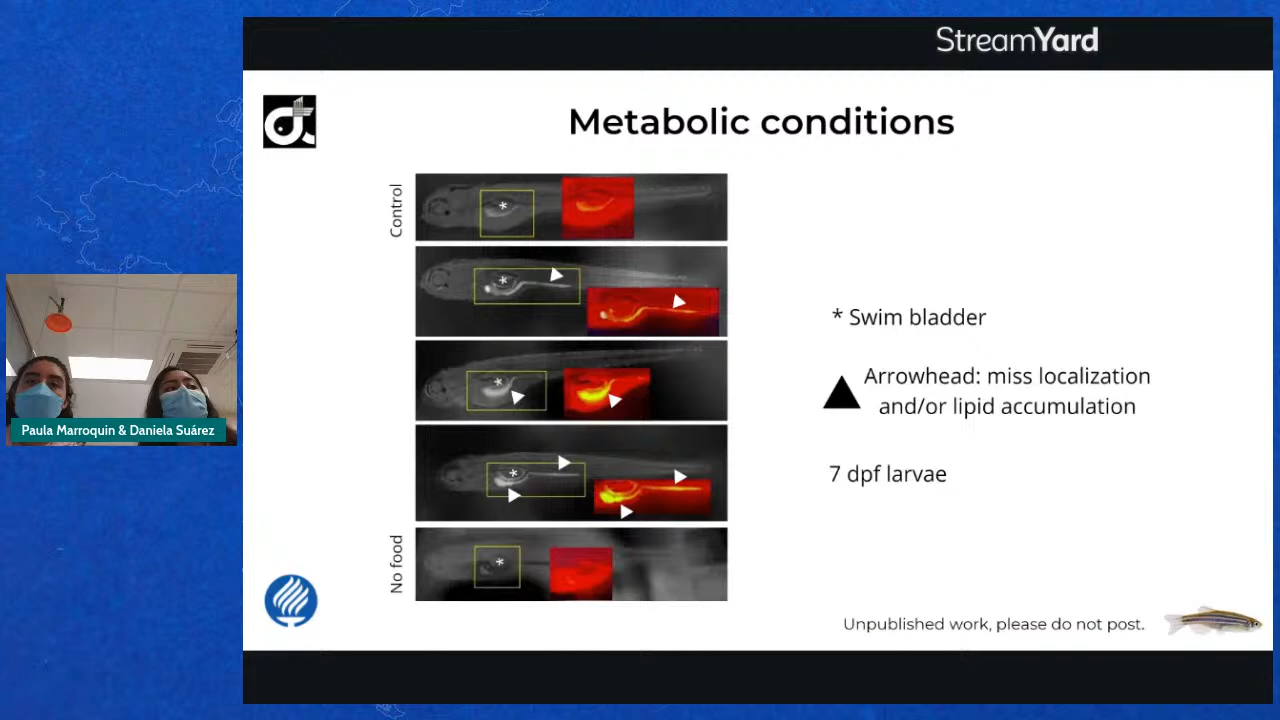 StreamYard
Metabolic conditions
Control
No food
* Swim bladder
Arrowhead: miss localization
and/or lipid accumulation
7 dpf larvae
Unpublished work, please do not post.
Paula Marroquin & Daniela Suárez